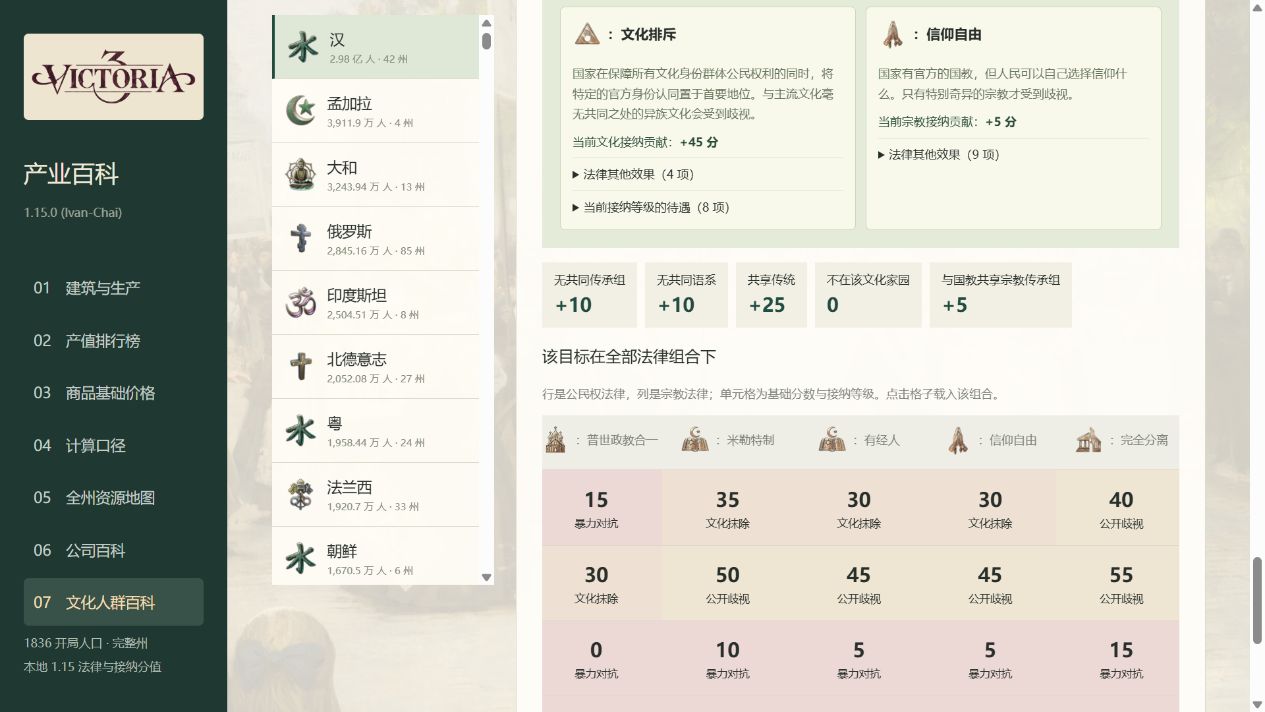 VICTORIA
3
产业百科
1.15.0 (Ivan-Chai)
01 建筑与生产
02 产值排行榜
03 商品基础价格
04 计算口径
05 全州资源地图
06 公司百科
07 文化人群百科
1836 开局人口 · 完整州
本地 1.15 法律与接纳分值
汉
2.98 亿 人 · 42 州
孟加拉
3,911.9 万 人 · 4 州
大和
3,243.94 万 人 · 13 州
俄罗斯
2,845.16 万 人 · 85 州
印度斯坦
2,504.51 万 人 · 8 州
北德意志
2,052.08 万 人 · 27 州
粤
1,958.44 万 人 · 24 州
法兰西
1,920.7 万 人 · 33 州
朝鲜
1,670.5 万 人 · 6 州
：文化排斥
国家在保障所有文化身份群体公民权利的同时，将
特定的官方身份认同置于首要地位。与主流文化毫
无共同之处的异族文化会受到歧视。
当前文化接纳贡献：+45 分
▶ 法律其他效果（4 项）
▶ 当前接纳等级的待遇（8 项）
：信仰自由
国家有官方的国教，但人民可以自己选择信仰什
么。只有特别奇异的宗教才受到歧视。
当前宗教接纳贡献：+5 分
▶ 法律其他效果（9 项）
无共同传承组 无共同语系 共享传统 不在该文化家园 与国教共享宗教传承组
+10 +10 +25 0 +5
该目标在全部法律组合下
行是公民权法律，列是宗教法律；单元格为基础分数与接纳等级。点击格子载入该组合。
：普世政教合一 ：米勒特制 ：有经人 ：信仰自由 ：完全分离
15 35 30 30 40
暴力对抗 文化抹除 文化抹除 文化抹除 公开歧视
30 50 45 45 55
文化抹除 公开歧视 公开歧视 公开歧视 公开歧视
0 10 5 5 15
暴力对抗 暴力对抗 暴力对抗 暴力对抗 暴力对抗